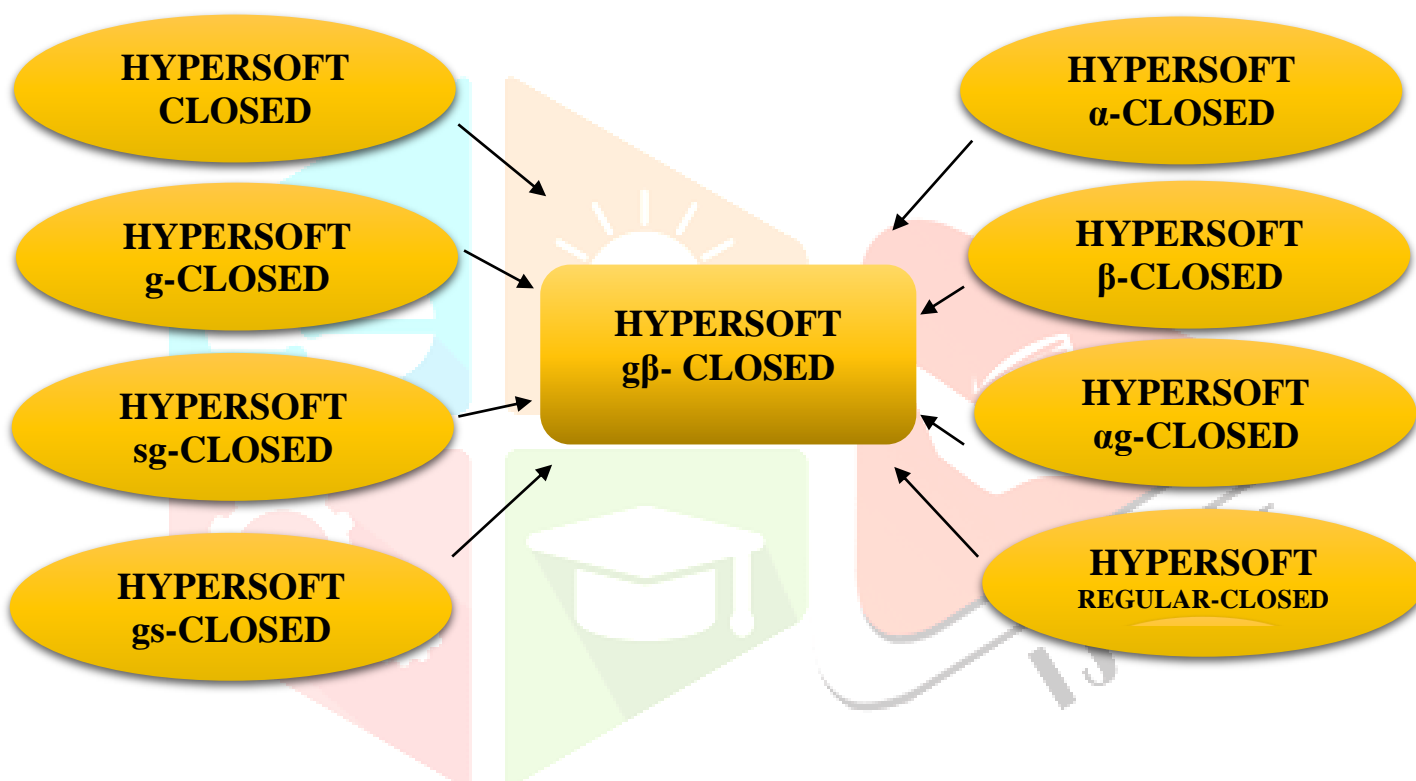 HYPERSOFT
CLOSED
HYPERSOFT
g-CLOSED
HYPERSOFT
sg-CLOSED
HYPERSOFT
gs-CLOSED
HYPERSOFT
gβ- CLOSED
HYPERSOFT
α-CLOSED
HYPERSOFT
β-CLOSED
HYPERSOFT
αg-CLOSED
HYPERSOFT
REGULAR-CLOSED